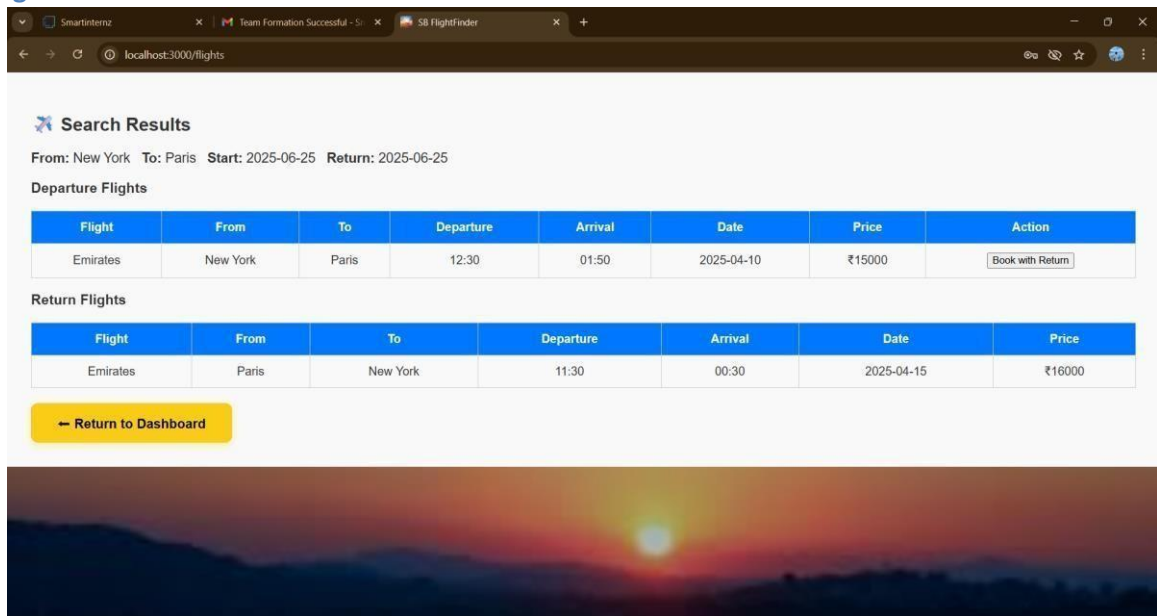 Smartinternz
Team Formation Successful - S
SB FlightFinder
localhost:3000/flights
Search Results
From: New York To: Paris Start: 2025-06-25 Return: 2025-06-25
Departure Flights
Flight From To Departure Arrival Date Price Action
Emirates New York Paris 12:30 01:50 2025-04-10 ₹15000 Book with Return
Return Flights
Flight From To Departure Arrival Date Price
Emirates Paris New York 11:30 00:30 2025-04-15 ₹16000
← Return to Dashboard